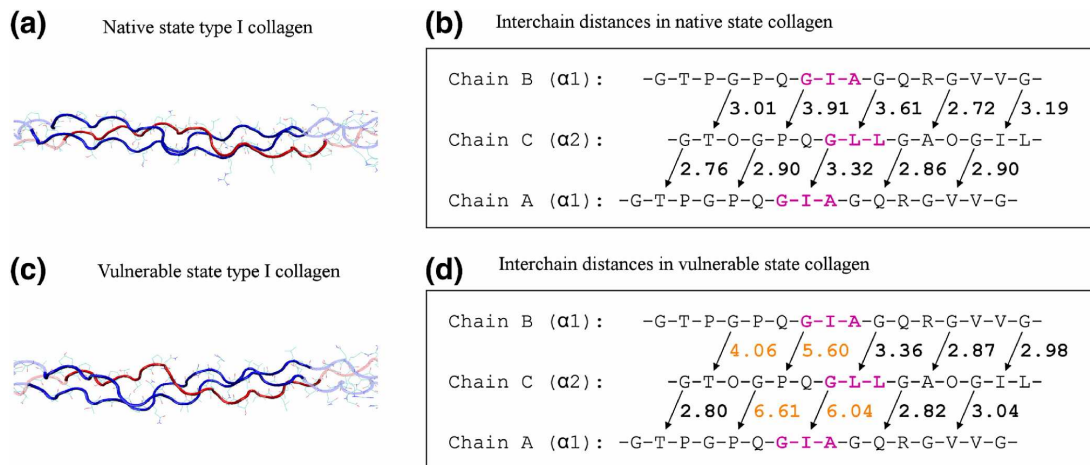 (a) Native state type I collagen
(b) Interchain distances in native state collagen
Chain B (α1): -G-T-P-G-P-Q-G-I-A-G-Q-R-G-V-V-G-
3.01 3.91 3.61 2.72 3.19
Chain C (α2): G-T-O-G-P-Q-G-L-L-G-A-O-G-I-L-
2.76 2.90 3.32 2.86 2.90
Chain A (α1): -G-T-P-G-P-Q-G-I-A-G-Q-R-G-V-V-G-
(c) Vulnerable state type I collagen
(d) Interchain distances in vulnerable state collagen
Chain B (α1): -G-T-P-G-P-Q-G-I-A-G-Q-R-G-V-V-G-
4.06 5.60 3.36 2.87 2.98
Chain C (α2): -G-T-O-G-P-Q-G-L-L-G-A-O-G-I-L-
2.80 6.61 6.04 2.82 3.04
Chain A (α1): -G-T-P-G-P-Q-G-I-A-G-Q-R-G-V-V-G-